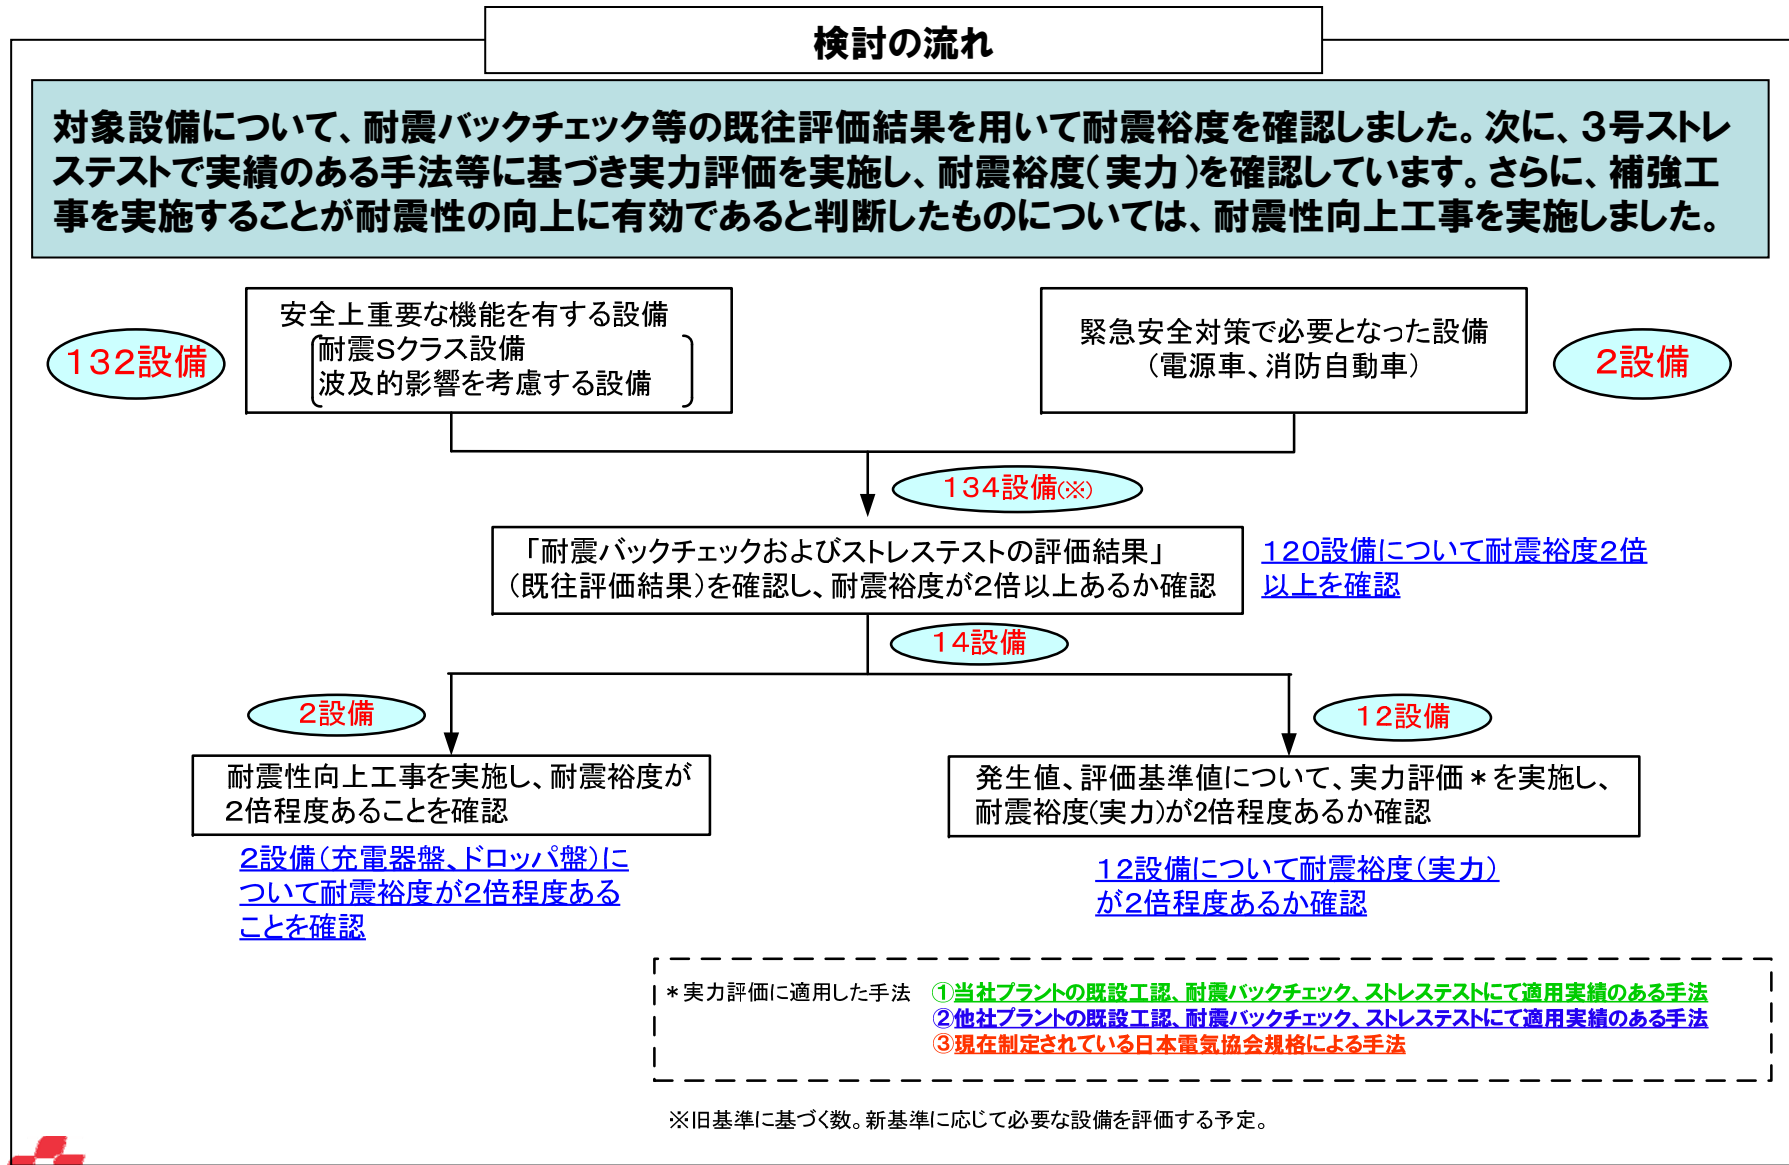 検討の流れ
対象設備について、耐震バックチェック等の既往評価結果を用いて耐震裕度を確認しました。次に、３号ストレ
ステストで実績のある手法等に基づき実力評価を実施し、耐震裕度(実力)を確認しています。さらに、補強工
事を実施することが耐震性の向上に有効であると判断したものについては、耐震性向上工事を実施しました。
132設備
安全上重要な機能を有する設備
耐震Sクラス設備
波及的影響を考慮する設備
緊急安全対策で必要となった設備
（電源車、消防自動車）
2設備
134設備(※)
「耐震バックチェックおよびストレステストの評価結果」
（既往評価結果）を確認し、耐震裕度が2倍以上あるか確認
120設備について耐震裕度2倍
以上を確認
14設備
2設備
12設備
耐震性向上工事を実施し、耐震裕度が
2倍程度あることを確認
発生値、評価基準値について、実力評価＊を実施し、
耐震裕度(実力)が2倍程度あるか確認
2設備（充電器盤、ドロッパ盤）に
ついて耐震裕度が2倍程度ある
ことを確認
12設備について耐震裕度（実力）
が2倍程度あるか確認
＊実力評価に適用した手法 ①当社プラントの既設工認、耐震バックチェック、ストレステストにて適用実績のある手法
②他社プラントの既設工認、耐震バックチェック、ストレステストにて適用実績のある手法
③現在制定されている日本電気協会規格による手法
※旧基準に基づく数。新基準に応じて必要な設備を評価する予定。